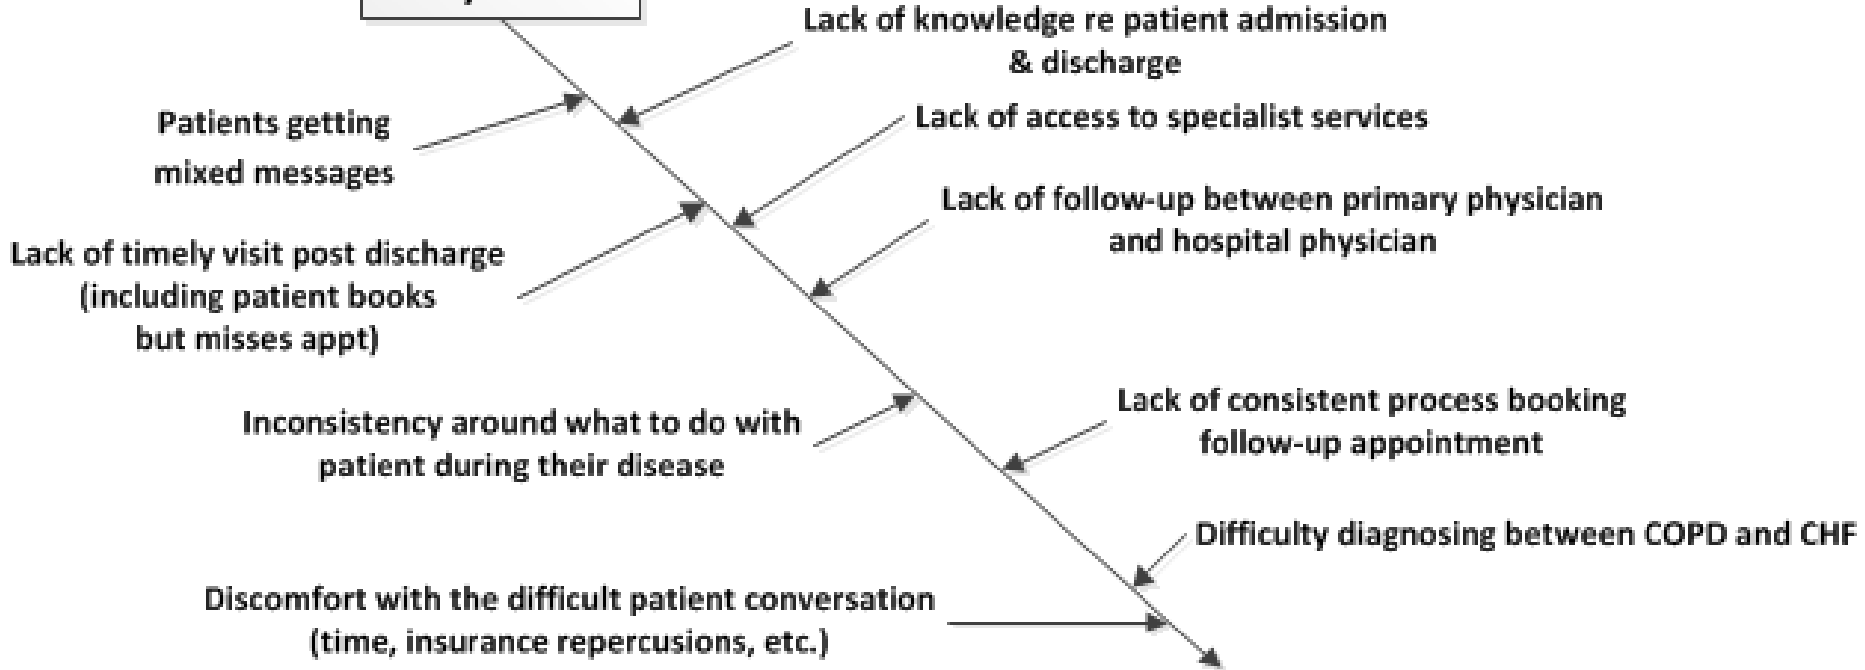 Lack of knowledge re patient admission
& discharge
Patients getting
mixed messages
Lack of access to specialist services
Lack of follow-up between primary physician
and hospital physician
Lack of timely visit post discharge
(including patient books
but misses appt)
Lack of consistent process booking
follow-up appointment
Inconsistency around what to do with
patient during their disease
Difficulty diagnosing between COPD and CHF
Discomfort with the difficult patient conversation
(time, insurance repercusions, etc.)